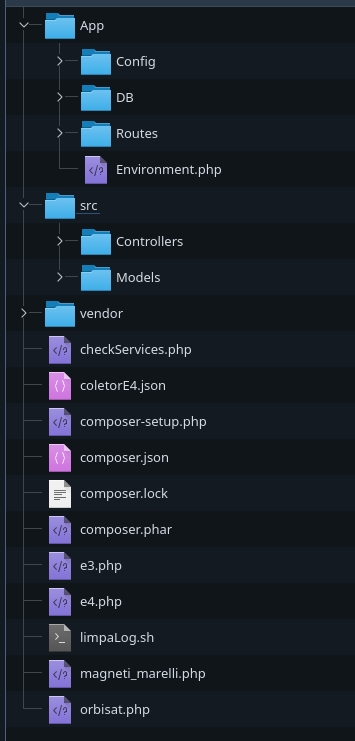 App
Config
DB
Routes
Environment.php
src
Controllers
Models
vendor
checkServices.php
coletorE4.json
composer-setup.php
composer.json
composer.lock
composer.phar
e3.php
e4.php
limpaLog.sh
magneti_marelli.php
orbisat.php